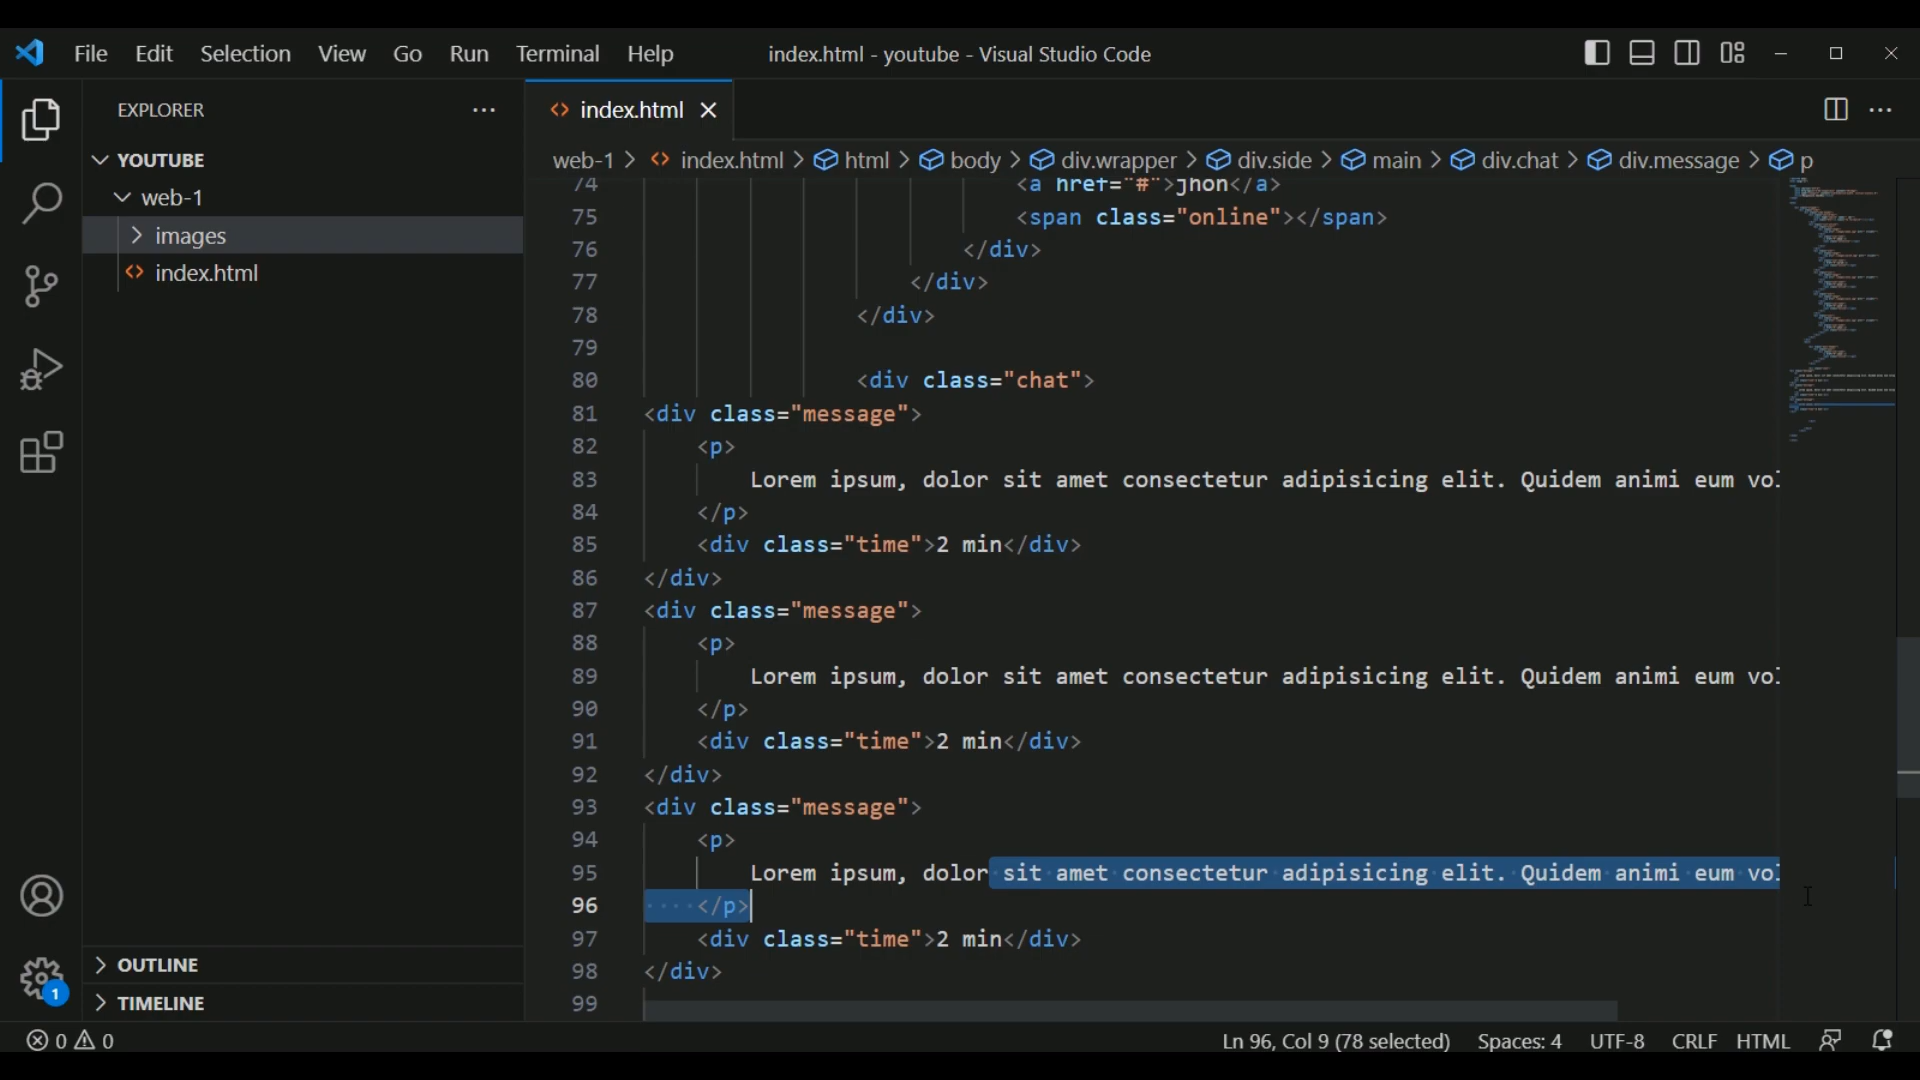 File Edit Selection View Go Run Terminal Help index.html - youtube - Visual Studio Code
EXPLORER
index.html
YOUTUBE
web-1
images
index.html
OUTLINE
TIMELINE
1
web-1 > index.html > html > body > div.wrapper > div.side > main > div.chat > div.message > p
74 <a href="#">jhon</a>
75 <span class="online"></span>
76 </div>
77 </div>
78 </div>
79
80 <div class="chat">
81 <div class="message">
82 <p>
83 Lorem ipsum, dolor sit amet consectetur adipisicing elit. Quidem animi eum vol
84 </p>
85 <div class="time">2 min</div>
86 </div>
87 <div class="message">
88 <p>
89 Lorem ipsum, dolor sit amet consectetur adipisicing elit. Quidem animi eum vol
90 </p>
91 <div class="time">2 min</div>
92 </div>
93 <div class="message">
94 <p>
95 Lorem ipsum, dolor sit amet consectetur adipisicing elit. Quidem animi eum vol
96 </p>
97 <div class="time">2 min</div>
98 </div>
99
0 0 Ln 96, Col 9 (78 selected) Spaces: 4 UTF-8 CRLF HTML